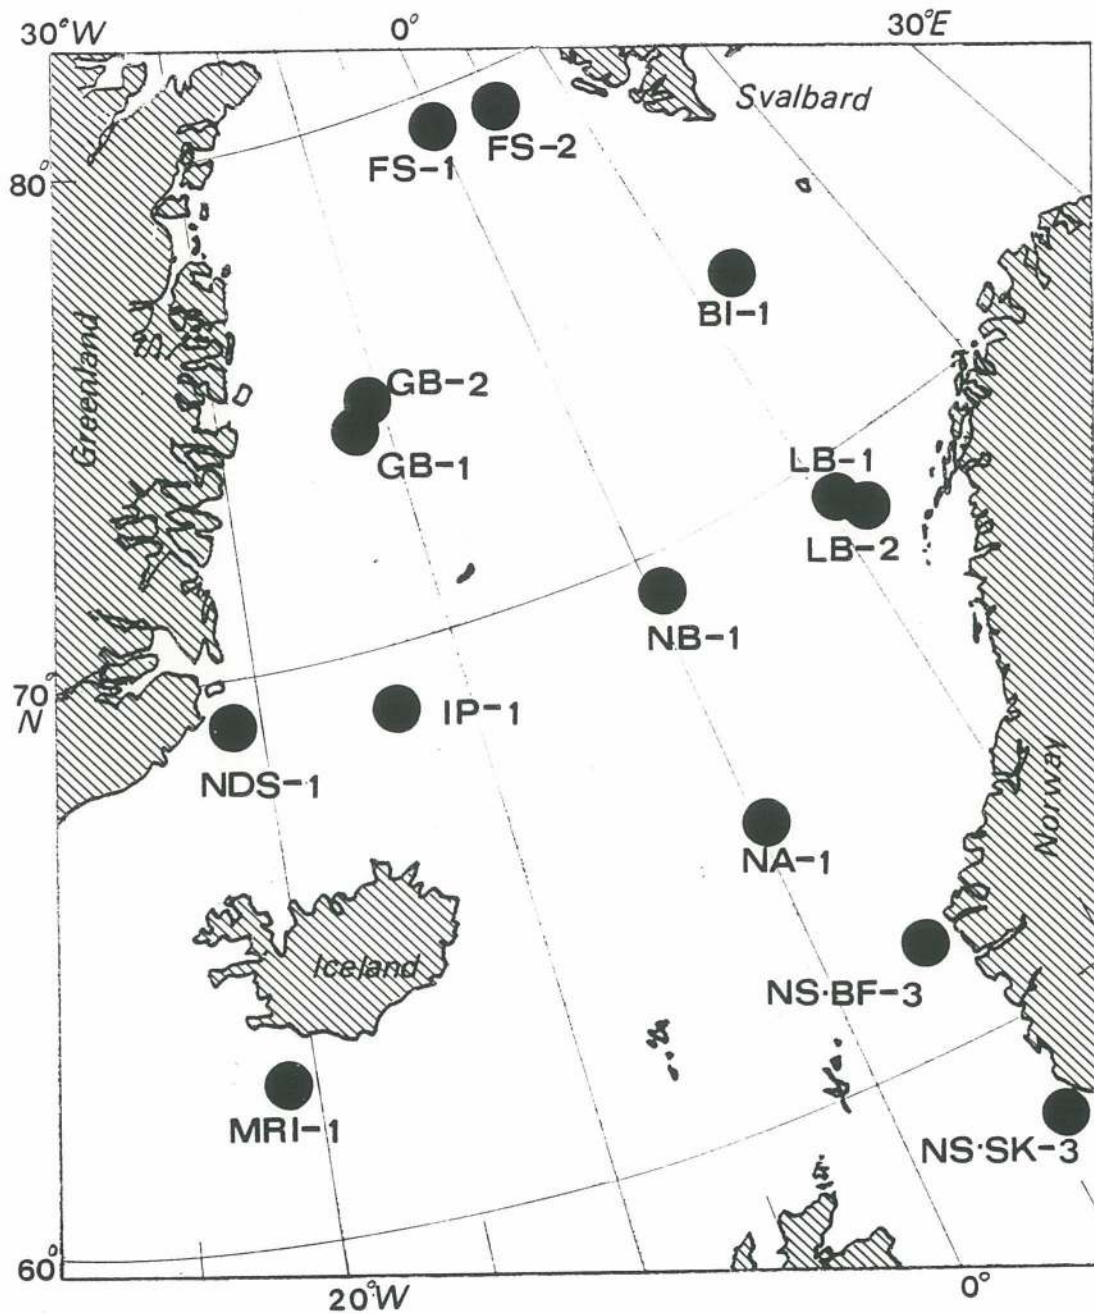 30°W
0°
30°E
Svalbard
FS-1
FS-2
80°
BI-1
Greenland
GB-2
GB-1
LB-1
LB-2
NB-1
70°
N
IP-1
NDS-1
Norway
NA-1
Iceland
NS·BF-3
MRI-1
NS·SK-3
60°
20°W
0°